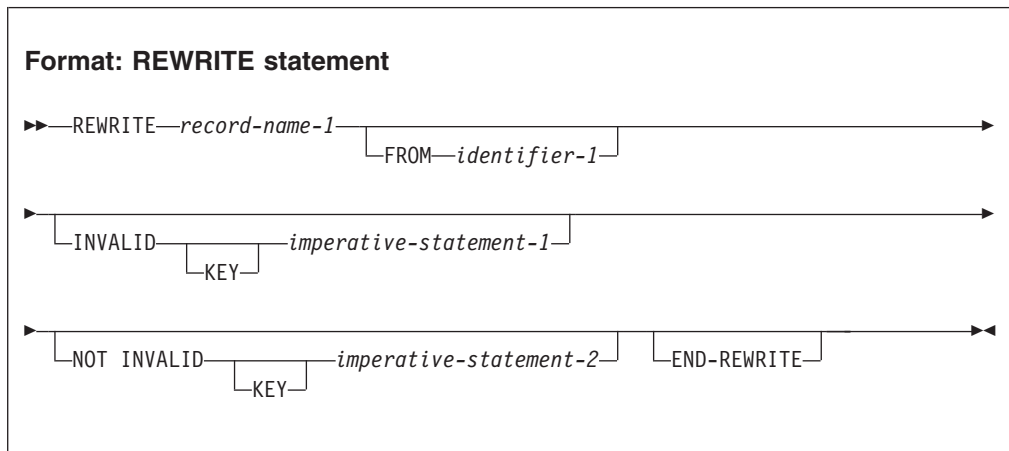 Format: REWRITE statement
REWRITE record-name-1
FROM identifier-1
INVALID imperative-statement-1
KEY
NOT INVALID imperative-statement-2 END-REWRITE
KEY